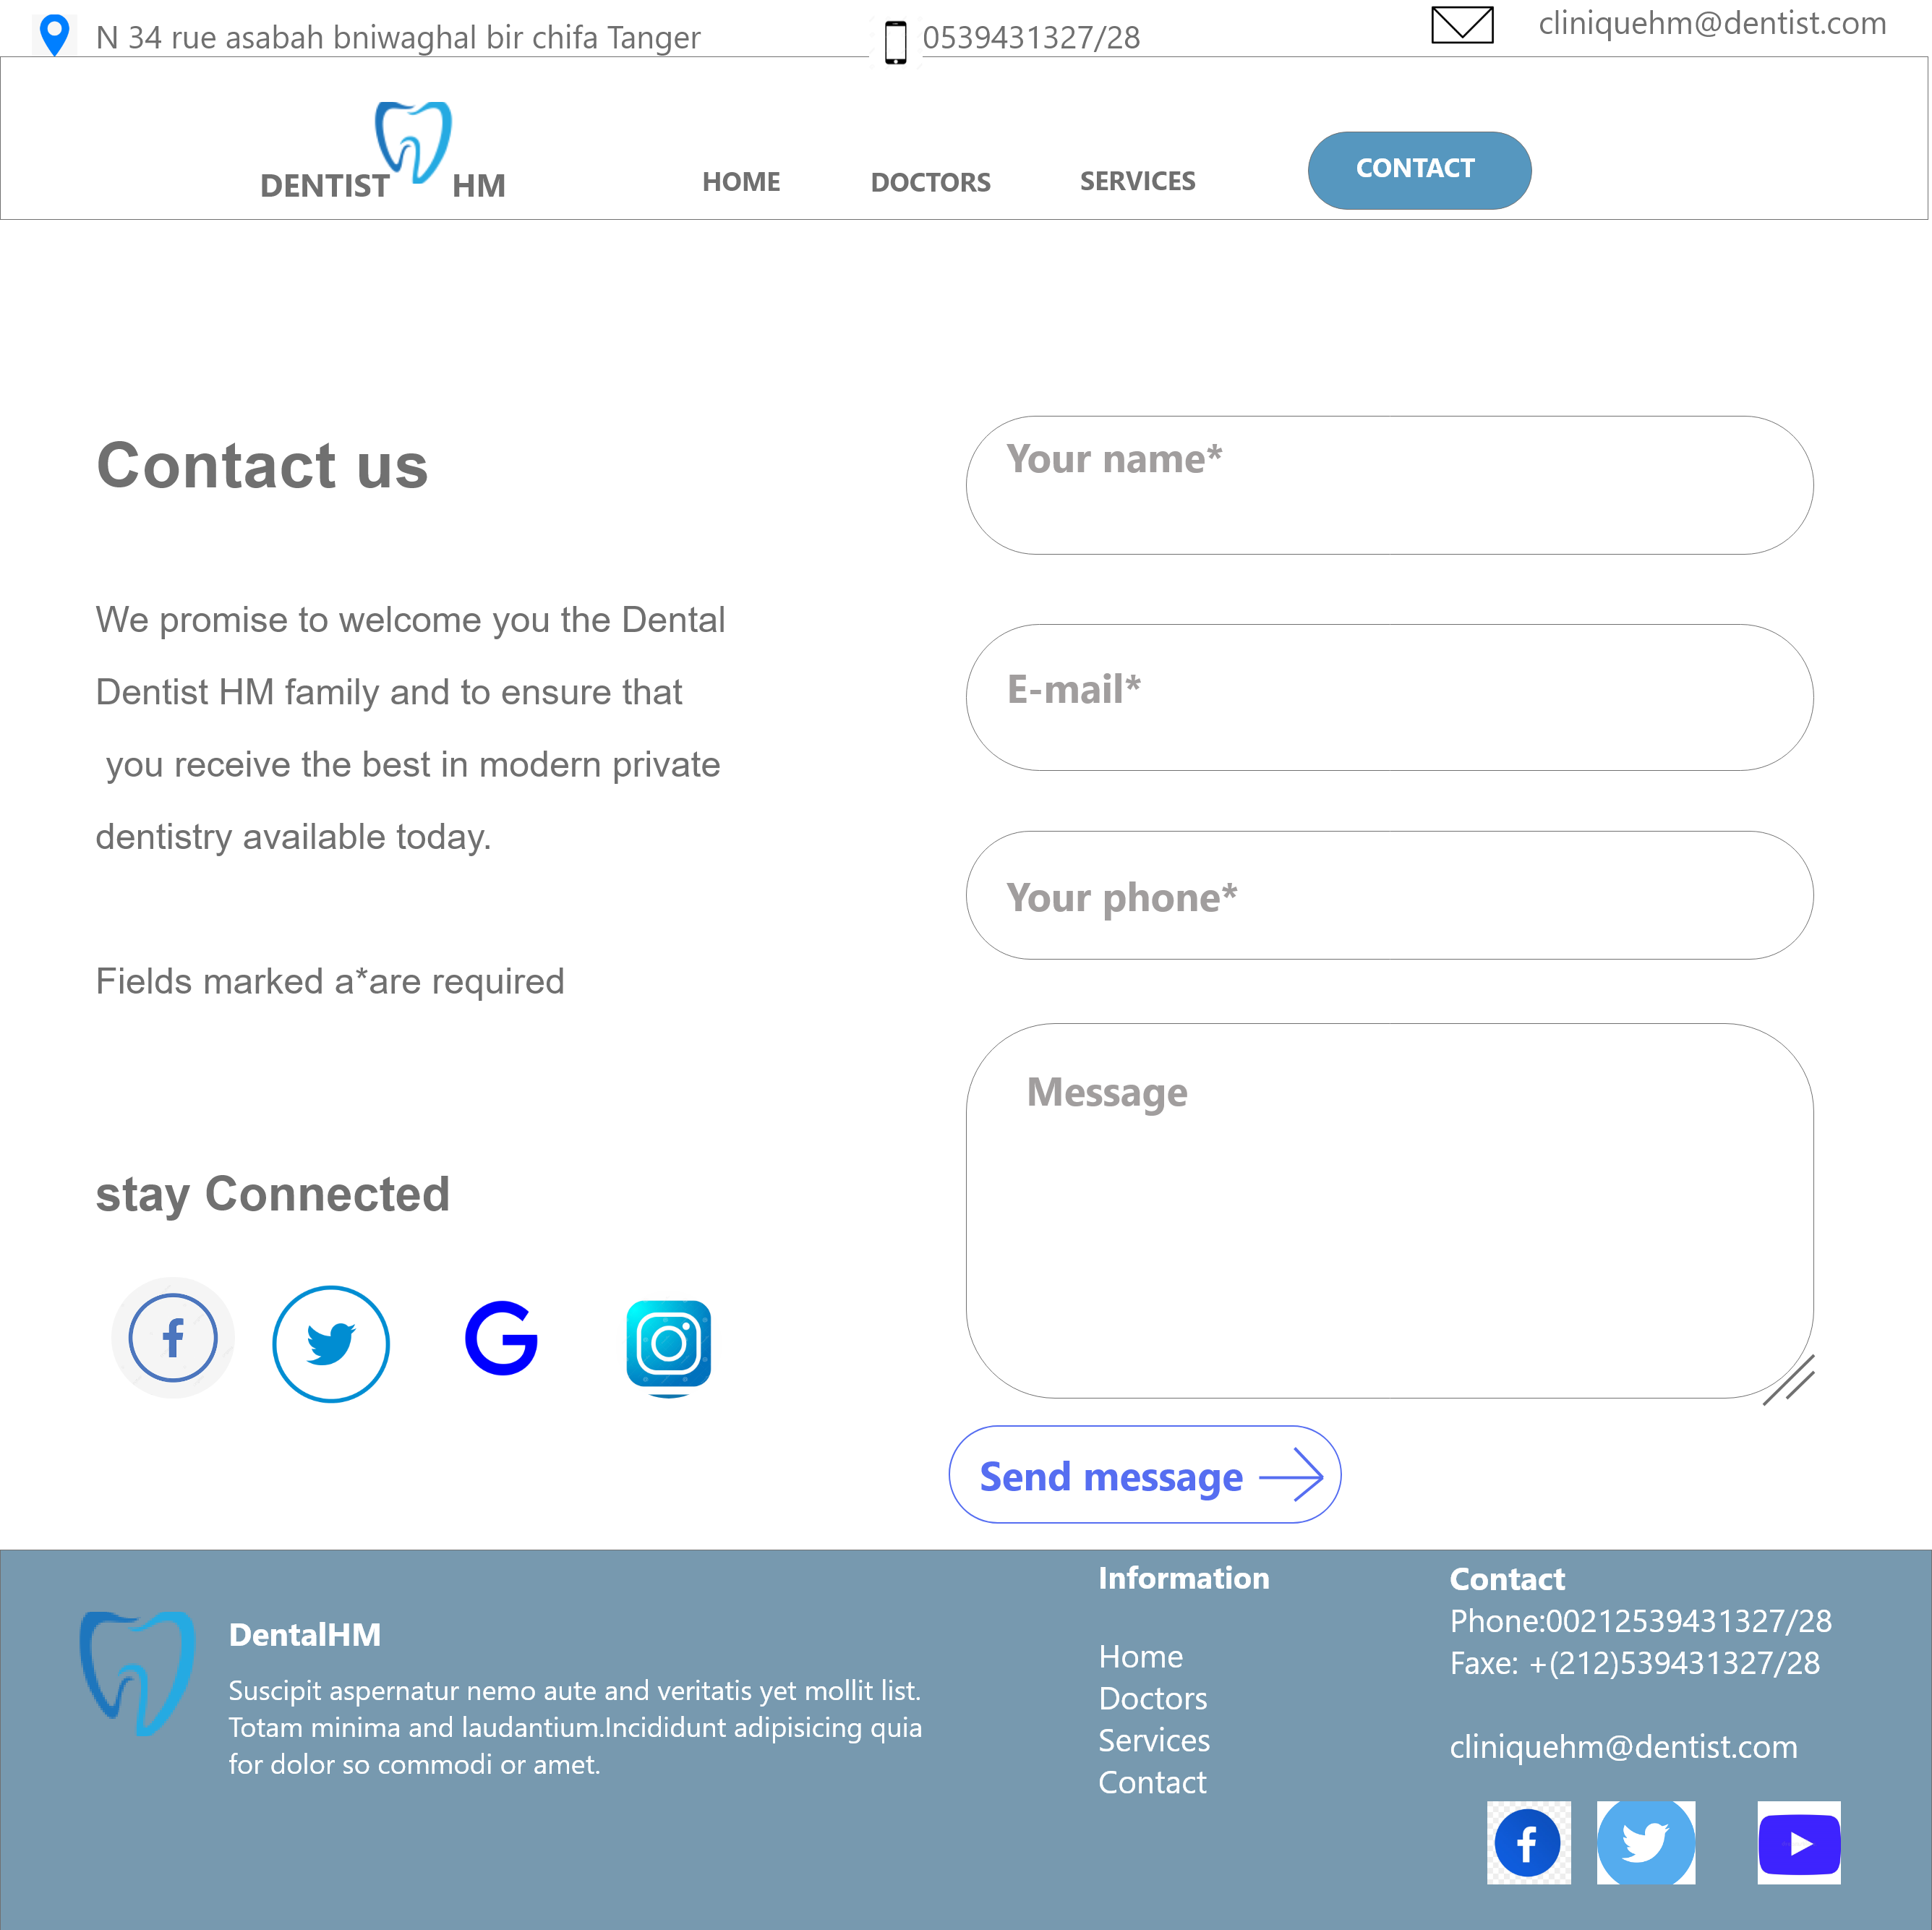 N 34 rue asabah bniwaghal bir chifa Tanger
0539431327/28
cliniquehm@dentist.com
DENTIST HM
HOME
DOCTORS
SERVICES
CONTACT
Contact us
We promise to welcome you the Dental
Dentist HM family and to ensure that
you receive the best in modern private
dentistry available today.
Fields marked a*are required
stay Connected
Your name*
E-mail*
Your phone*
Message
Send message
DentalHM
Suscipit aspernatur nemo aute and veritatis yet mollit list.
Totam minima and laudantium.Incididunt adipisicing quia
for dolor so commodi or amet.
Information
Home
Doctors
Services
Contact
Contact
Phone:00212539431327/28
Faxe: +(212)539431327/28
cliniquehm@dentist.com